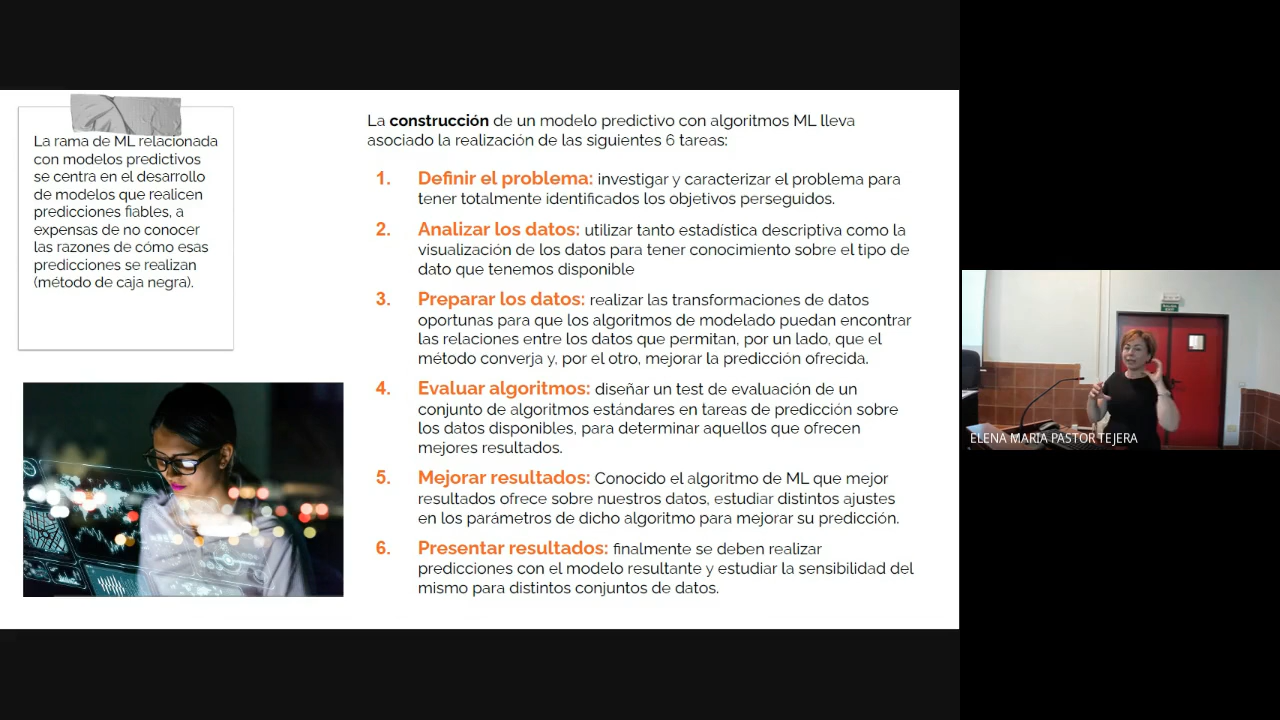 La rama de ML relacionada
con modelos predictivos
se centra en el desarrollo
de modelos que realicen
predicciones fiables, a
expensas de no conocer
las razones de cómo esas
predicciones se realizan
(método de caja negra).
La construcción de un modelo predictivo con algoritmos ML lleva
asociado la realización de las siguientes 6 tareas:
1. Definir el problema: investigar y caracterizar el problema para
tener totalmente identificados los objetivos perseguidos.
2. Analizar los datos: utilizar tanto estadística descriptiva como la
visualización de los datos para tener conocimiento sobre el tipo de
dato que tenemos disponible
3. Preparar los datos: realizar las transformaciones de datos
oportunas para que los algoritmos de modelado puedan encontrar
las relaciones entre los datos que permitan, por un lado, que el
método converja y, por el otro, mejorar la predicción ofrecida.
4. Evaluar algoritmos: diseñar un test de evaluación de un
conjunto de algoritmos estándares en tareas de predicción sobre
los datos disponibles, para determinar aquellos que ofrecen
mejores resultados.
5. Mejorar resultados: Conocido el algoritmo de ML que mejor
resultados ofrece sobre nuestros datos, estudiar distintos ajustes
en los parámetros de dicho algoritmo para mejorar su predicción.
6. Presentar resultados: finalmente se deben realizar
predicciones con el modelo resultante y estudiar la sensibilidad del
mismo para distintos conjuntos de datos.
ELENA MARIA PASTOR TEJERA